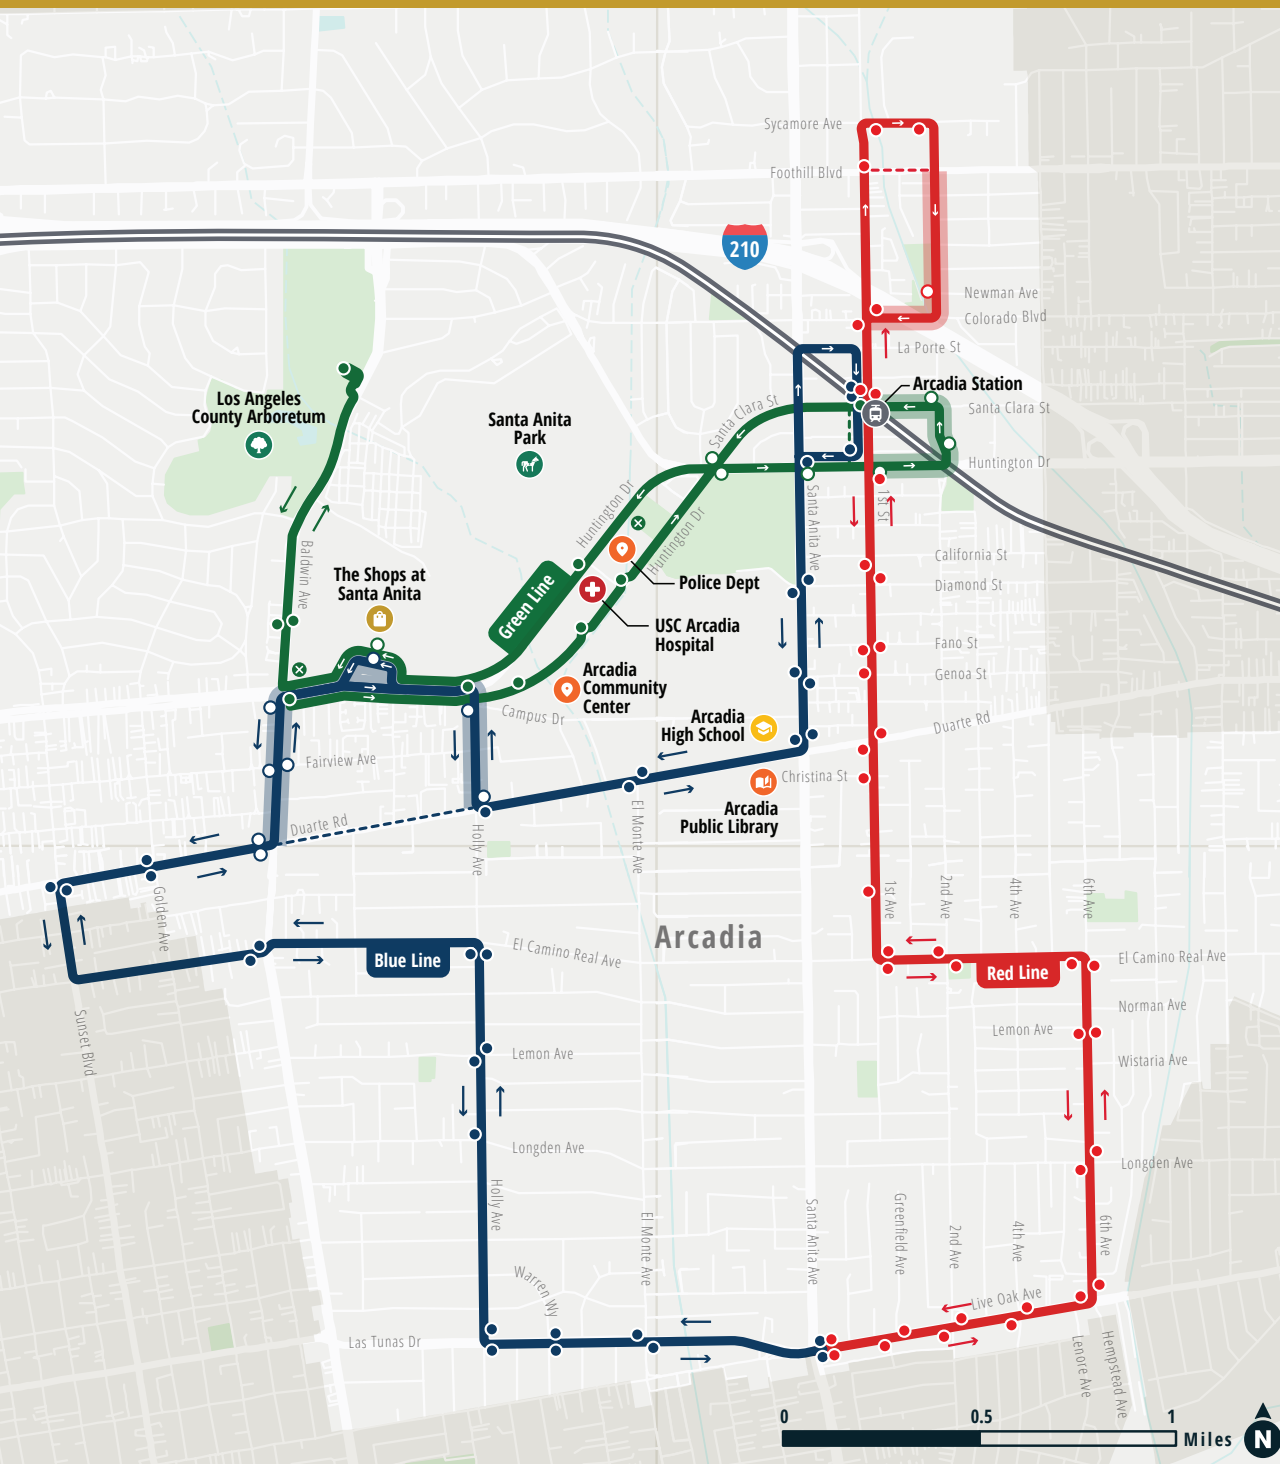 Sycamore Ave
Foothill Blvd
210
Newman Ave
Colorado Blvd
La Porte St
Arcadia Station
Santa Clara St
Santa Clara St
Los Angeles
County Arboretum
Santa Anita
Park
Huntington Dr
Huntington Dr
Huntington Dr
Santa Anita Ave
1st St
California St
Diamond St
Baldwin Ave
The Shops at
Santa Anita
Green Line
Police Dept
USC Arcadia
Hospital
Fano St
Genoa St
Arcadia
Community
Center
Campus Dr
Arcadia
High School
Duarte Rd
Fairview Ave
Christina St
Arcadia
Public Library
Duarte Rd
Holly Ave
El Monte Ave
Golden Ave
1st Ave
2nd Ave
4th Ave
6th Ave
Arcadia
Blue Line
El Camino Real Ave
Red Line
El Camino Real Ave
Norman Ave
Sunset Blvd
Lemon Ave
Lemon Ave
Wistaria Ave
Longden Ave
Longden Ave
Holly Ave
El Monte Ave
Santa Anita Ave
Greenfield Ave
2nd Ave
4th Ave
6th Ave
Warren Wy
Live Oak Ave
Las Tunas Dr
Lenore Ave
Hempstead Ave
0
0.5
1
Miles
N